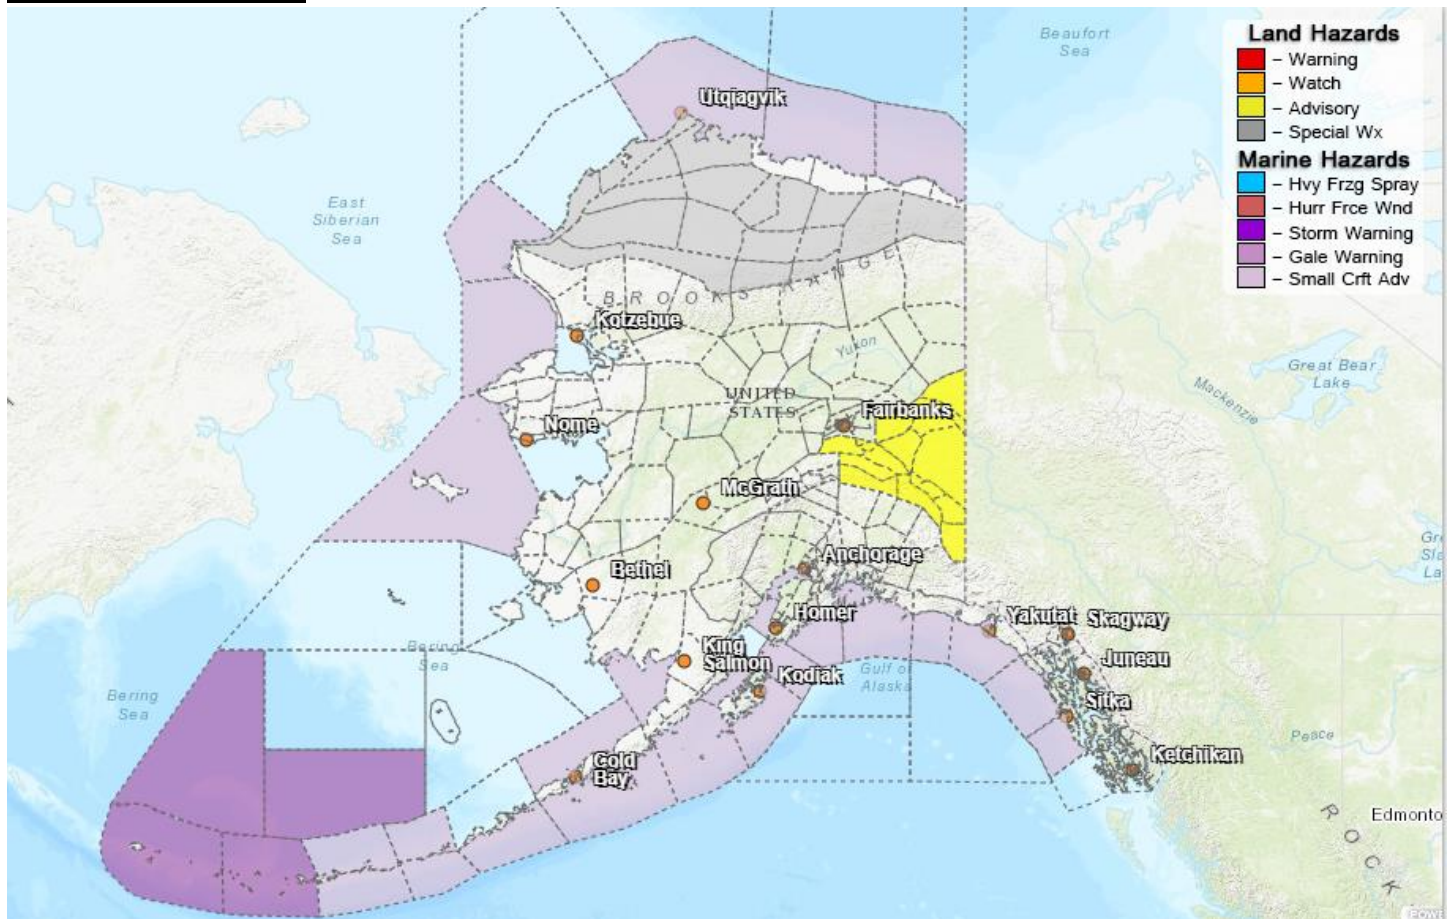 Land Hazards
– Warning
– Watch
– Advisory
– Special Wx
Marine Hazards
– Hvy Frzg Spray
– Hurr Frce Wnd
– Storm Warning
– Gale Warning
– Small Crft Adv
Beaufort
Sea
Utqiagvik
East
Siberian
Sea
BROOKS RANGE
Kotzebue
Yukon
UNITED
STATES
Fairbanks
Nome
McGrath
Mackenzie
Great Bear
Lake
Anchorage
Bethel
Homer
Yakutat
Skagway
King
Salmon
Kodiak
Juneau
Gulf of
Alaska
Sitka
Bering
Sea
Bering
Sea
Cold
Bay
Ketchikan
Peace
Edmonto
ROCK